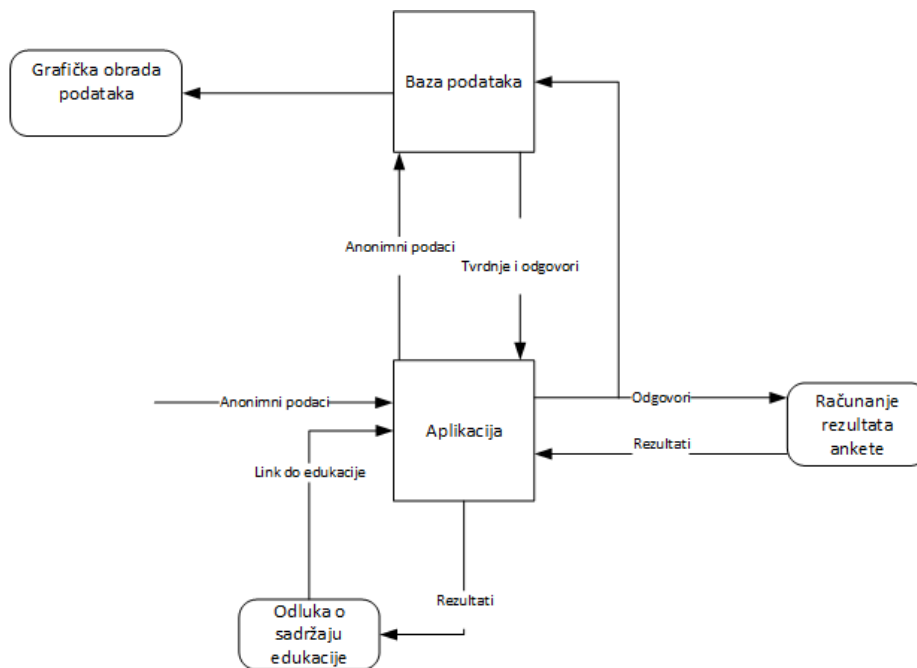 Grafička obrada
podataka
Baza podataka
Anonimni podaci
Tvrdnje i odgovori
Anonimni podaci
Odgovori
Računanje
rezultata
ankete
Aplikacija
Rezultati
Link do edukacije
Rezultati
Odluka o
sadržaju
edukacije